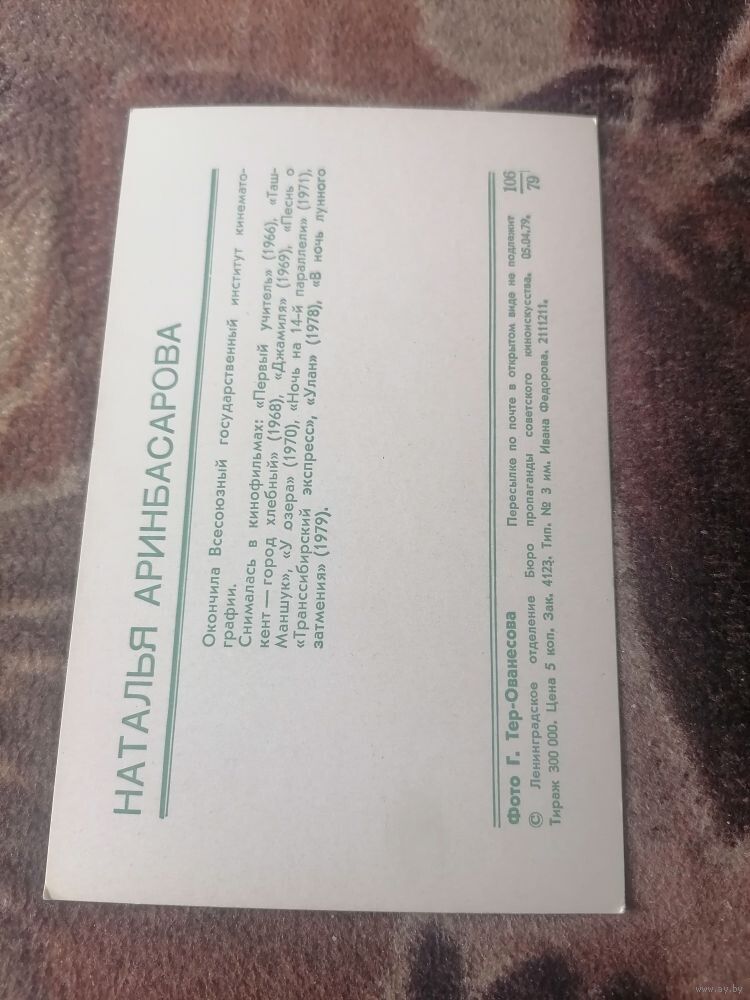 НАТАЛЬЯ АРИНБАСАРОВА
Окончила Всесоюзный государственный институт кинемато-
графии.
Снималась в кинофильмах: «Первый учитель» (1966), «Таш-
кент — город хлебный» (1968), «Джамиля» (1969), «Песнь о
Маншук», «У озера» (1970), «Ночь на 14-й параллели» (1971),
«Транссибирский экспресс», «Улан» (1978), «В ночь лунного
затмения» (1979).
Фото Г. Тер-Ованесова Пересылке по почте в открытом виде не подлежит 106/79
© Ленинградское отделение Бюро пропаганды советского киноискусства. 05.04.79.
Тираж 300 000. Цена 5 коп. Зак. 4123. Тип. № 3 им. Ивана Федорова. 2111211.
www.ay.by